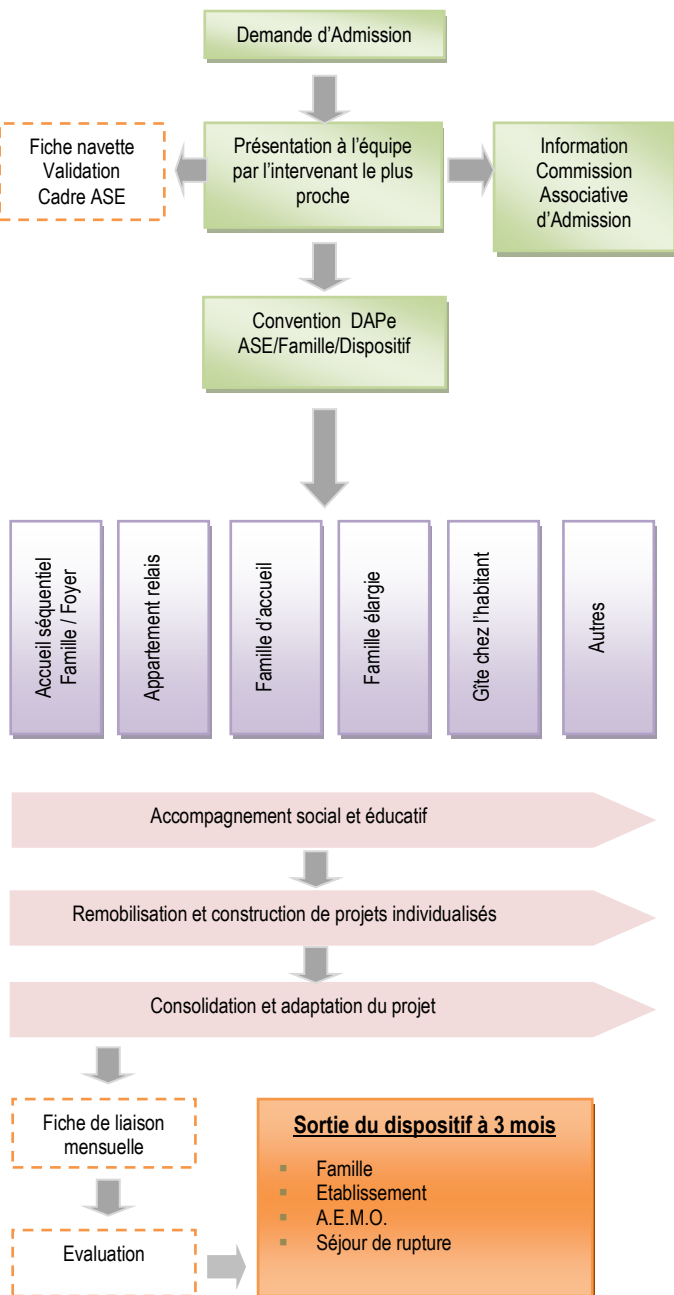 Demande d'Admission
Fiche navette
Validation
Cadre ASE
Présentation à l'équipe
par l'intervenant le plus
proche
Information
Commission
Associative
d'Admission
Convention DAPe
ASE/Famille/Dispositif
Accueil séquentiel
Famille / Foyer
Appartement relais
Famille d'accueil
Famille élargie
Gîte chez l'habitant
Autres
Accompagnement social et éducatif
Remobilisation et construction de projets individualisés
Consolidation et adaptation du projet
Fiche de liaison
mensuelle
Evaluation
Sortie du dispositif à 3 mois
▪ Famille
▪ Etablissement
▪ A.E.M.O.
▪ Séjour de rupture